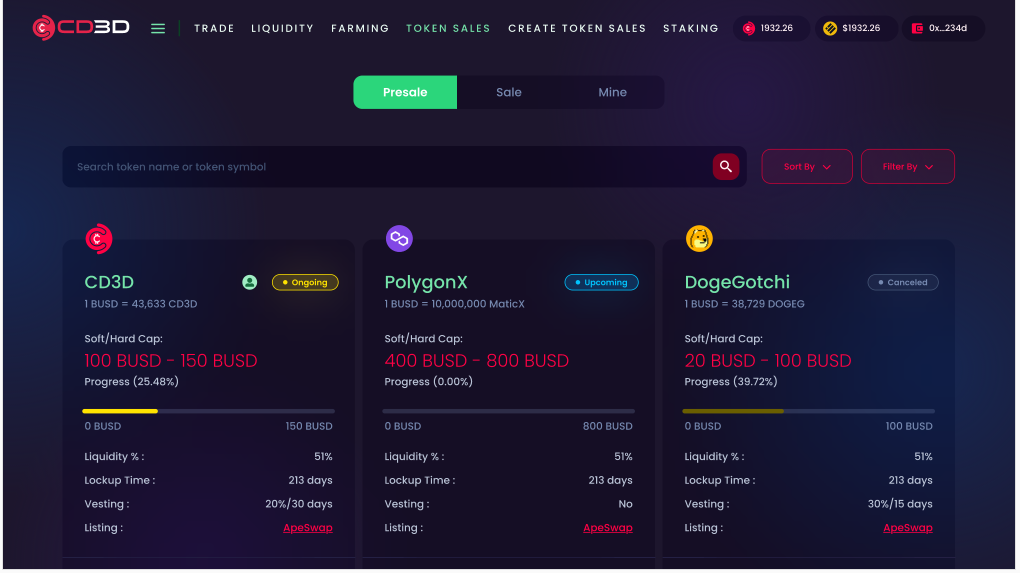 CD3D TRADE LIQUIDITY FARMING TOKEN SALES CREATE TOKEN SALES STAKING 1932.26 $1932.26 0x...234d
Presale Sale Mine
Search token name or token symbol Sort By Filter By
CD3D Ongoing
1 BUSD = 43,633 CD3D
Soft/Hard Cap:
100 BUSD - 150 BUSD
Progress (25.48%)
0 BUSD 150 BUSD
Liquidity % : 51%
Lockup Time : 213 days
Vesting : 20%/30 days
Listing : ApeSwap
PolygonX Upcoming
1 BUSD = 10,000,000 MaticX
Soft/Hard Cap:
400 BUSD - 800 BUSD
Progress (0.00%)
0 BUSD 800 BUSD
Liquidity % : 51%
Lockup Time : 213 days
Vesting : No
Listing : ApeSwap
DogeGotchi Canceled
1 BUSD = 38,729 DOGEG
Soft/Hard Cap:
20 BUSD - 100 BUSD
Progress (39.72%)
0 BUSD 100 BUSD
Liquidity % : 51%
Lockup Time : 213 days
Vesting : 30%/15 days
Listing : ApeSwap